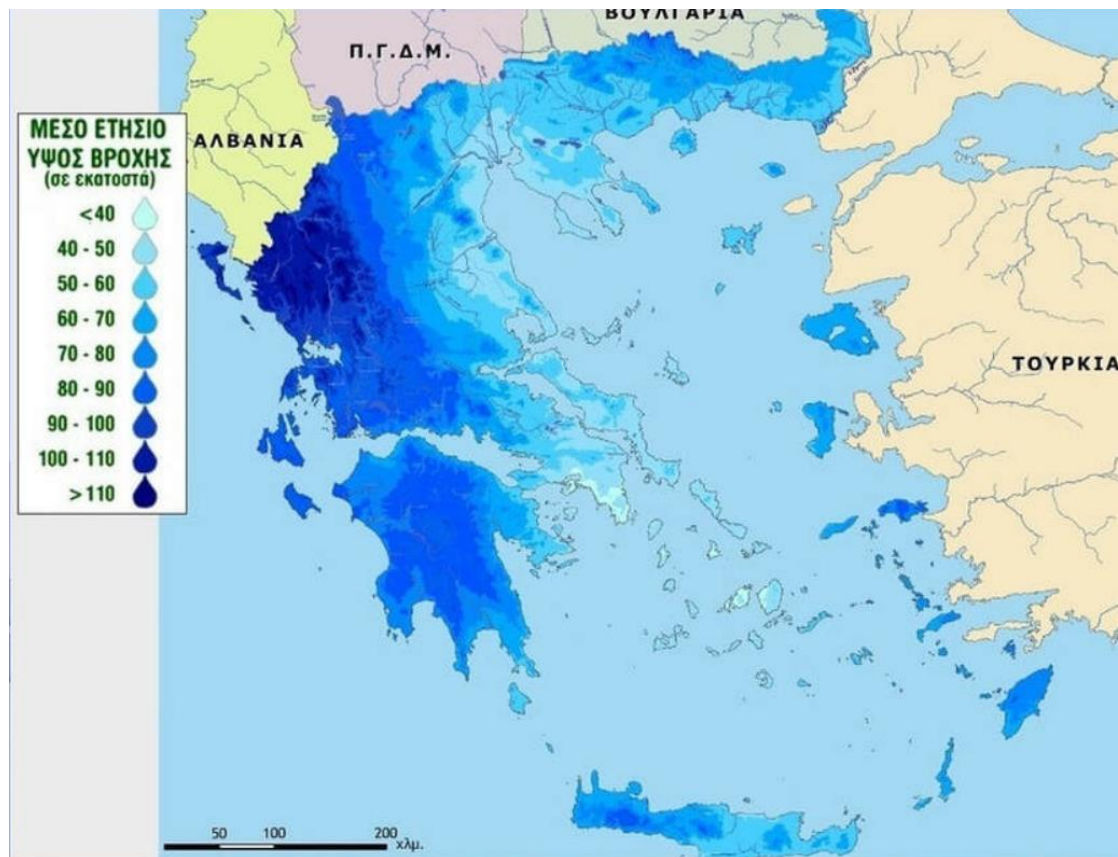 ΒΟΥΛΓΑΡΙΑ
Π.Γ.Δ.Μ.
ΑΛΒΑΝΙΑ
ΜΕΣΟ ΕΤΗΣΙΟ
ΥΨΟΣ ΒΡΟΧΗΣ
(σε εκατοστά)
<40
40 - 50
50 - 60
60 - 70
70 - 80
80 - 90
90 - 100
100 - 110
>110
ΤΟΥΡΚΙΑ
50 100 200
χλμ.